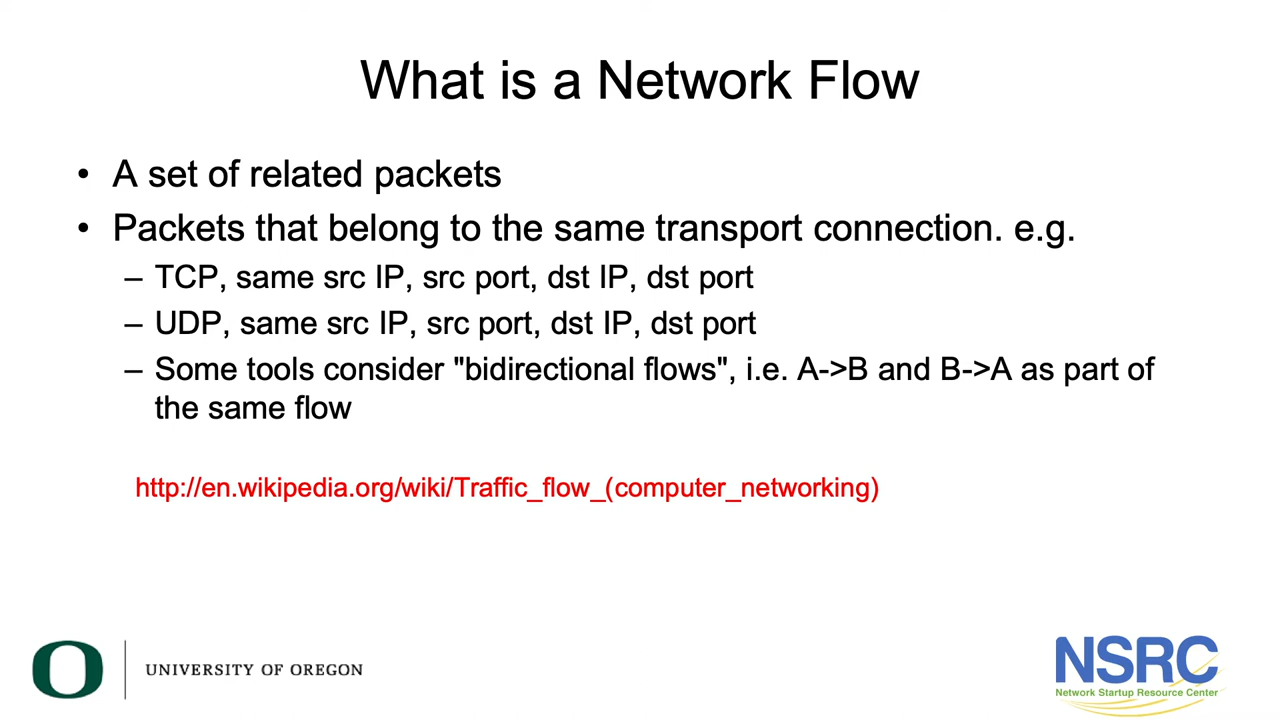 What is a Network Flow
• A set of related packets
• Packets that belong to the same transport connection. e.g.
– TCP, same src IP, src port, dst IP, dst port
– UDP, same src IP, src port, dst IP, dst port
– Some tools consider "bidirectional flows", i.e. A->B and B->A as part of
the same flow
http://en.wikipedia.org/wiki/Traffic_flow_(computer_networking)
O
UNIVERSITY OF OREGON
NSRC
Network Startup Resource Center